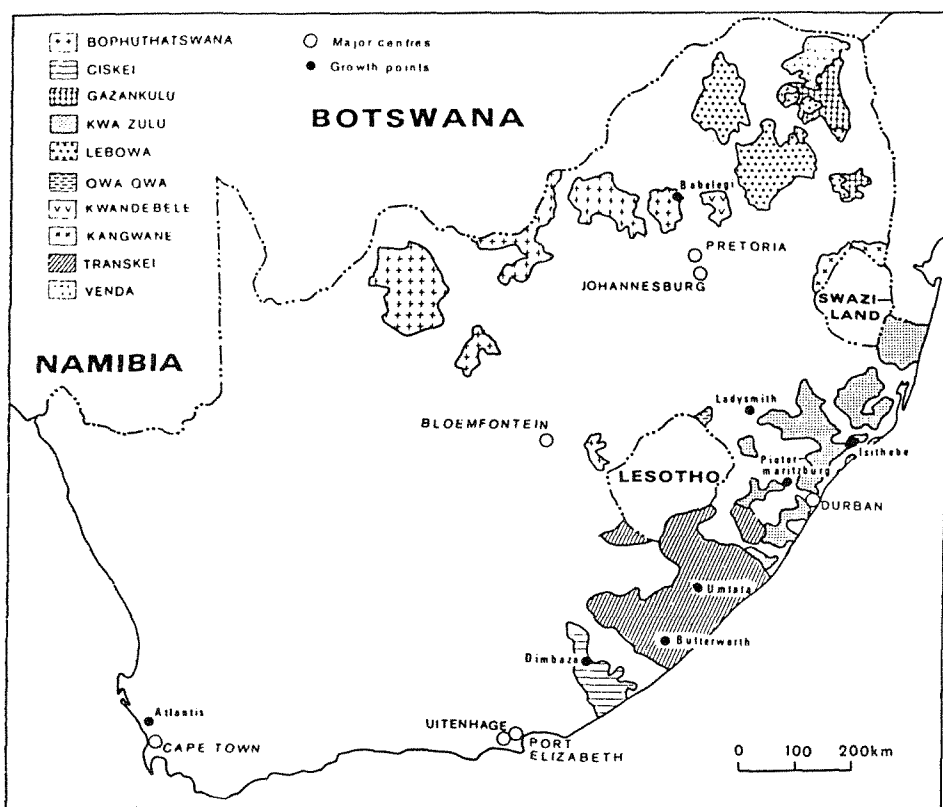 BOPHUTHATSWANA
CISKEI
GAZANKULU
KWA ZULU
LEBOWA
QWA QWA
KWANDEBELE
KANGWANE
TRANSKEI
VENDA
Major centres
Growth points
BOTSWANA
NAMIBIA
Babelegi
PRETORIA
JOHANNESBURG
SWAZI-
LAND
Ladysmith
BLOEMFONTEIN
Isithebe
Pieter-
maritzburg
LESOTHO
DURBAN
Umtata
Butterworth
Dimbaza
Atlantis
CAPE TOWN
UITENHAGE
PORT
ELIZABETH
0 100 200km